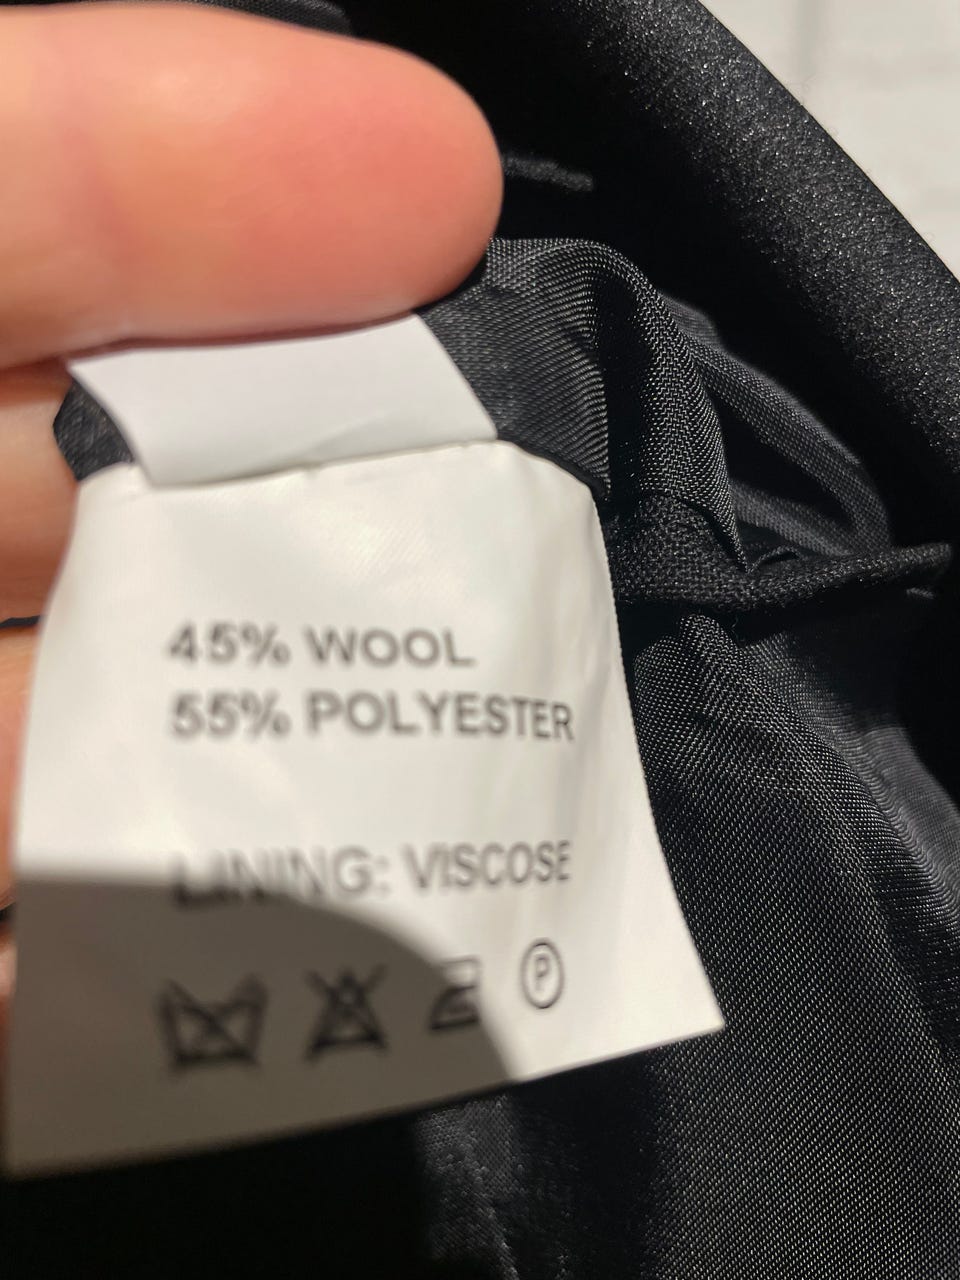 45% WOOL
55% POLYESTER
LINING: VISCOSE
P